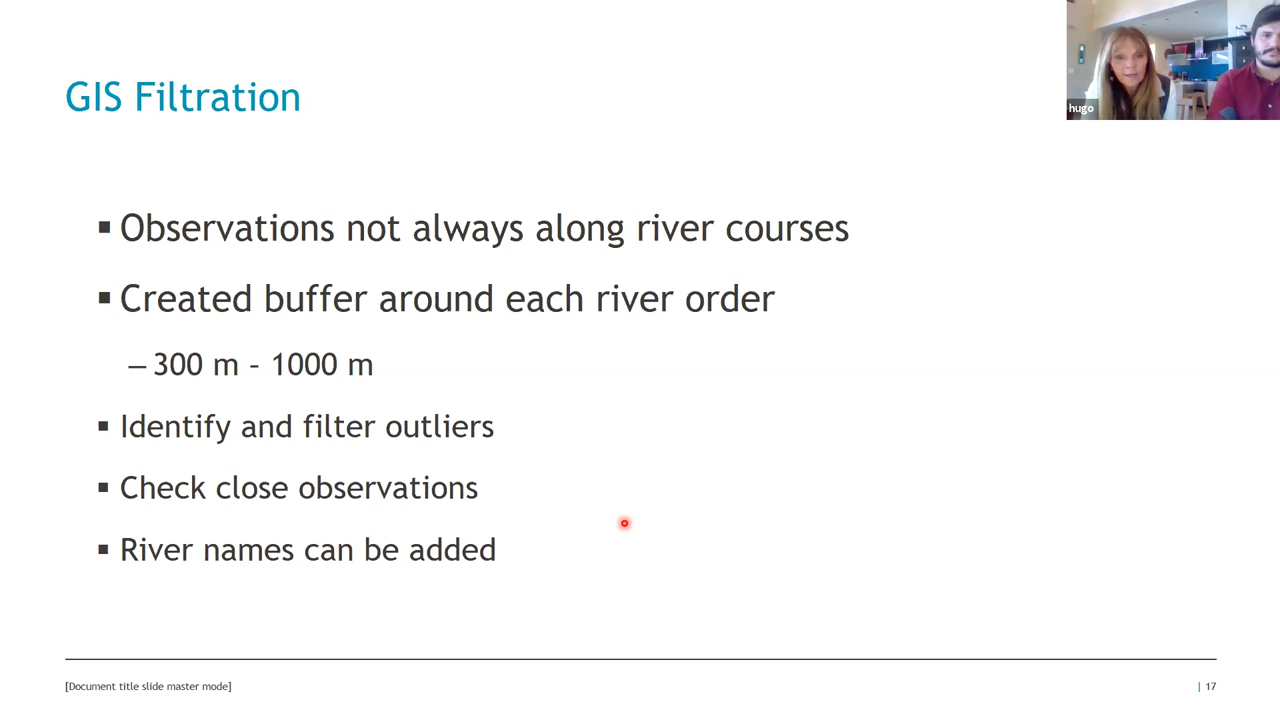 hugo
GIS Filtration
▪ Observations not always along river courses
▪ Created buffer around each river order
– 300 m – 1000 m
▪ Identify and filter outliers
▪ Check close observations
▪ River names can be added
[Document title slide master mode]
| 17